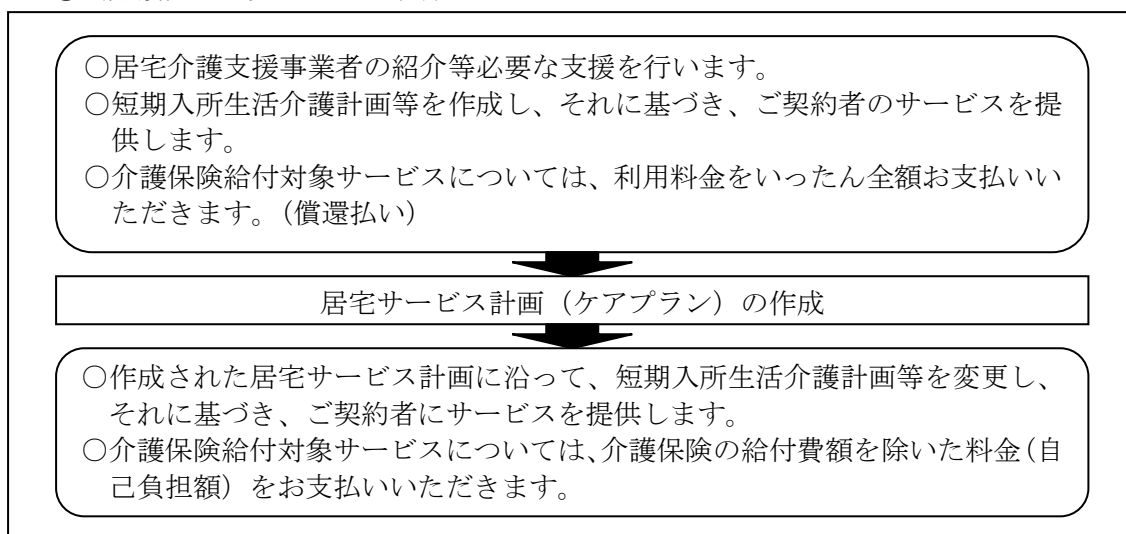 ○居宅介護支援事業者の紹介等必要な支援を行います。
○短期入所生活介護計画等を作成し、それに基づき、ご契約者のサービスを提
供します。
○介護保険給付対象サービスについては、利用料金をいったん全額お支払いい
ただきます。（償還払い）
居宅サービス計画（ケアプラン）の作成
○作成された居宅サービス計画に沿って、短期入所生活介護計画等を変更し、
それに基づき、ご契約者にサービスを提供します。
○介護保険給付対象サービスについては、介護保険の給付費額を除いた料金（自
己負担額）をお支払いいただきます。